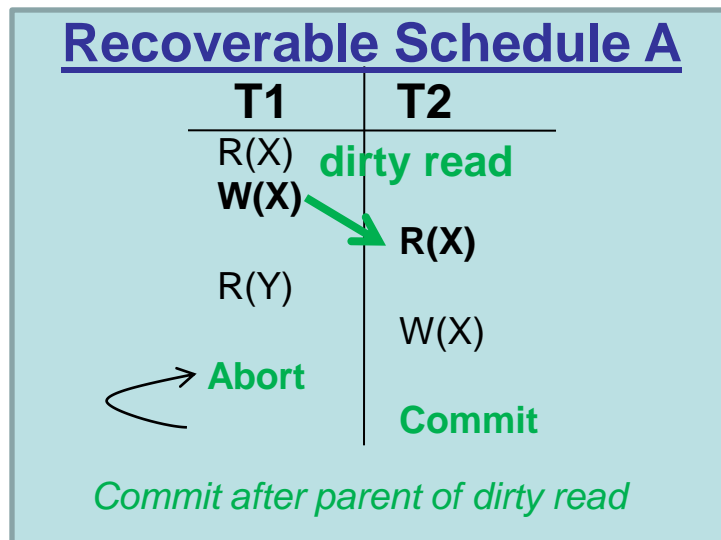 Recoverable Schedule A
T1 T2
R(X) dirty read
W(X)
R(X)
R(Y)
W(X)
Abort
Commit
Commit after parent of dirty read